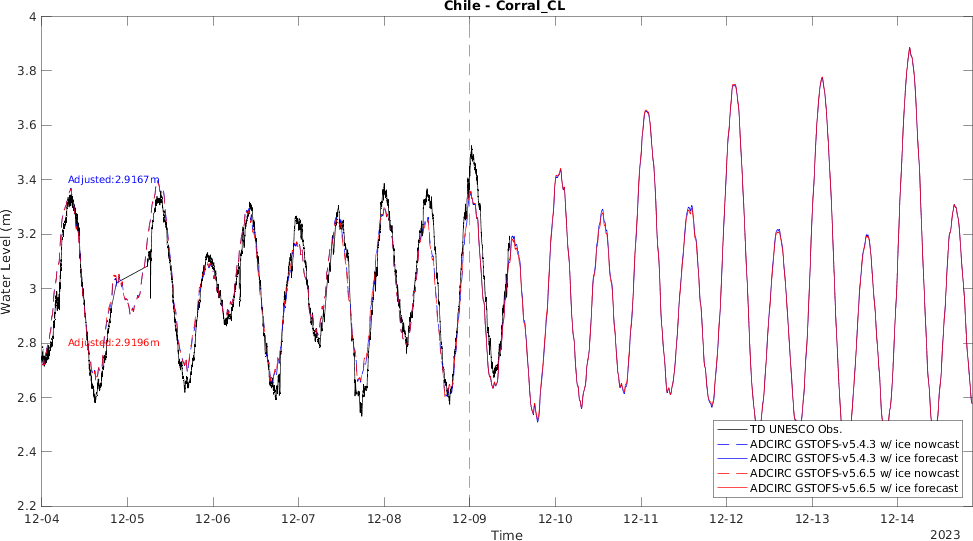 Chile - Corral_CL
4
3.8
3.6
3.4
3.2
3
2.8
2.6
2.4
2.2
Water Level (m)
Adjusted:2.9167m
Adjusted:2.9196m
TD UNESCO Obs.
ADCIRC GSTOFS-v5.4.3 w/ ice nowcast
ADCIRC GSTOFS-v5.4.3 w/ ice forecast
ADCIRC GSTOFS-v5.6.5 w/ ice nowcast
ADCIRC GSTOFS-v5.6.5 w/ ice forecast
12-04 12-05 12-06 12-07 12-08 12-09 12-10 12-11 12-12 12-13 12-14
Time
2023